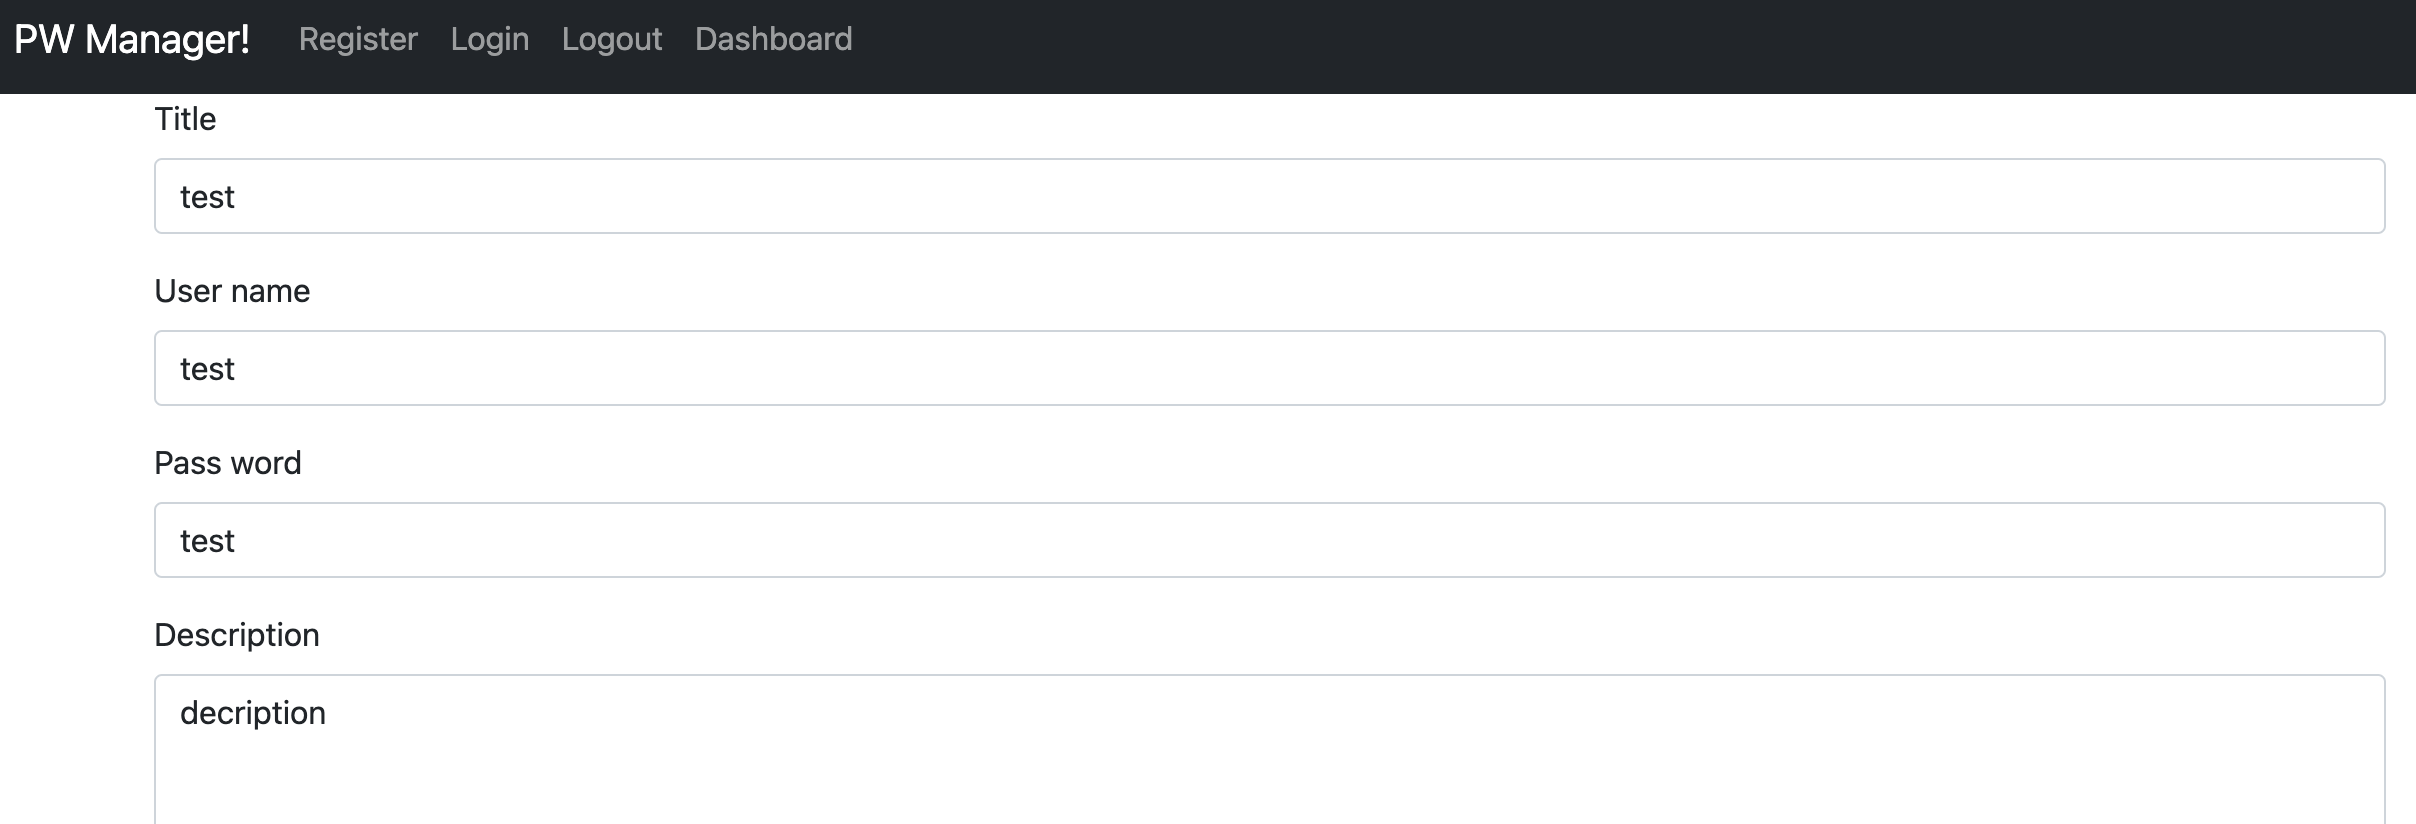 PW Manager! Register Login Logout Dashboard
Title
test
User name
test
Pass word
test
Description
decription